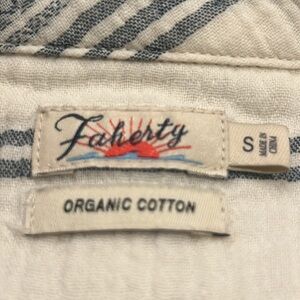 Faherty
S
MADE IN
CHINA
ORGANIC COTTON